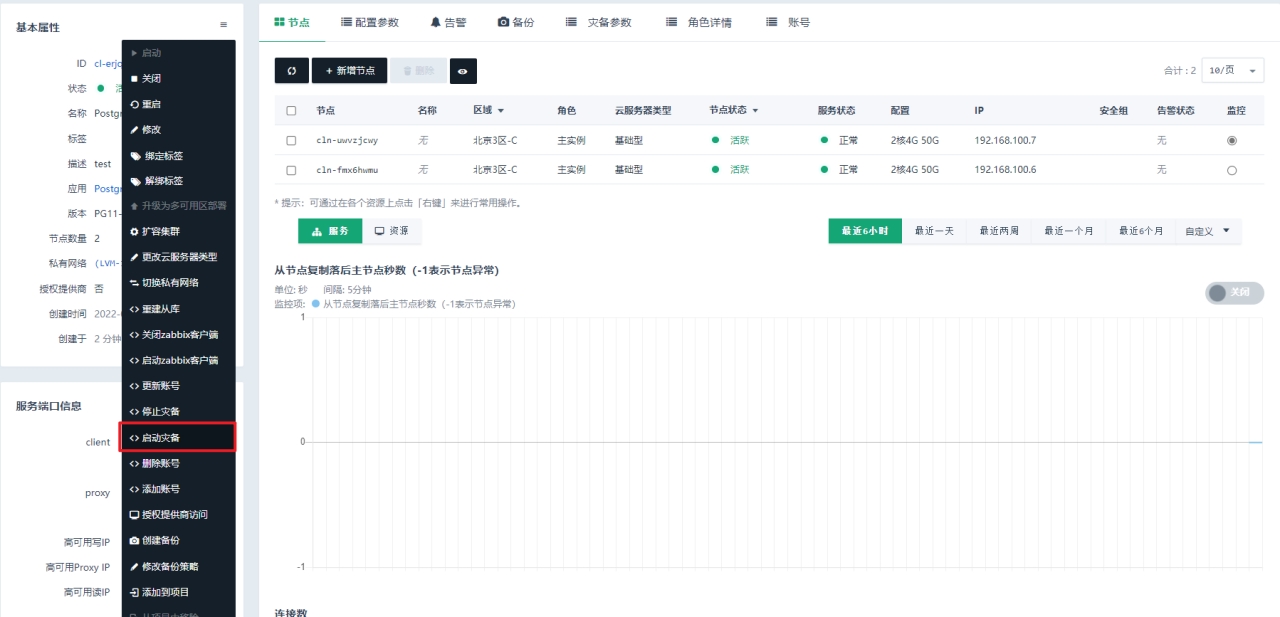 基本属性
ID cl-erjo
状态 活
名称 Postgr
标签
描述 test
应用 Postgr
版本 PG11-
节点数量 2
私有网络 (LVM-
授权提供商 否
创建时间 2022-
创建于 2 分钟
服务端口信息
client
proxy
高可用写IP
高可用Proxy IP
高可用读IP
启动
关闭
重启
修改
绑定标签
解绑标签
升级为多可用区部署
扩容集群
更改云服务器类型
切换私有网络
重建从库
关闭zabbix客户端
启动zabbix客户端
更新账号
停止灾备
启动灾备
删除账号
添加账号
授权提供商访问
创建备份
修改备份策略
添加到项目
从项目中移除
节点 配置参数 告警 备份 灾备参数 角色详情 账号
+ 新增节点 删除 合计：2 10/页
节点 名称 区域 角色 云服务器类型 节点状态 服务状态 配置 IP 安全组 告警状态 监控
cln-uwvzjcwy 无 北京3区-C 主实例 基础型 活跃 正常 2核4G 50G 192.168.100.7 无
cln-fmx6hwmu 无 北京3区-C 主实例 基础型 活跃 正常 2核4G 50G 192.168.100.6 无
* 提示：可通过在各个资源上点击「右键」来进行常用操作。
服务 资源 最近6小时 最近一天 最近两周 最近一个月 最近6个月 自定义
从节点复制落后主节点秒数（-1表示节点异常）
单位: 秒 间隔: 5分钟
监控项: 从节点复制落后主节点秒数（-1表示节点异常）
关闭
1
0
-1
连接数